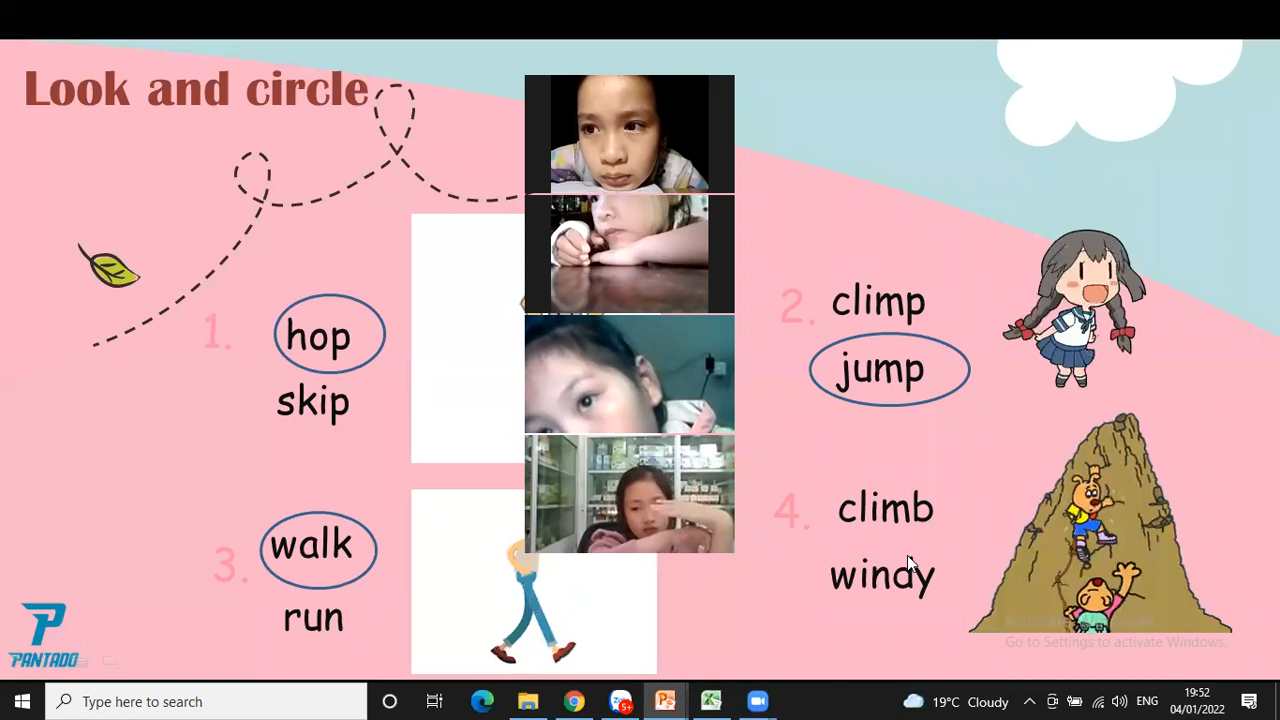 Look and circle
1.
hop
skip
2.
climp
jump
3.
walk
run
4.
climb
windy
PANTADO
Go to Settings to activate Windows.
Type here to search
5+
19°C Cloudy
ENG
19:52
04/01/2022